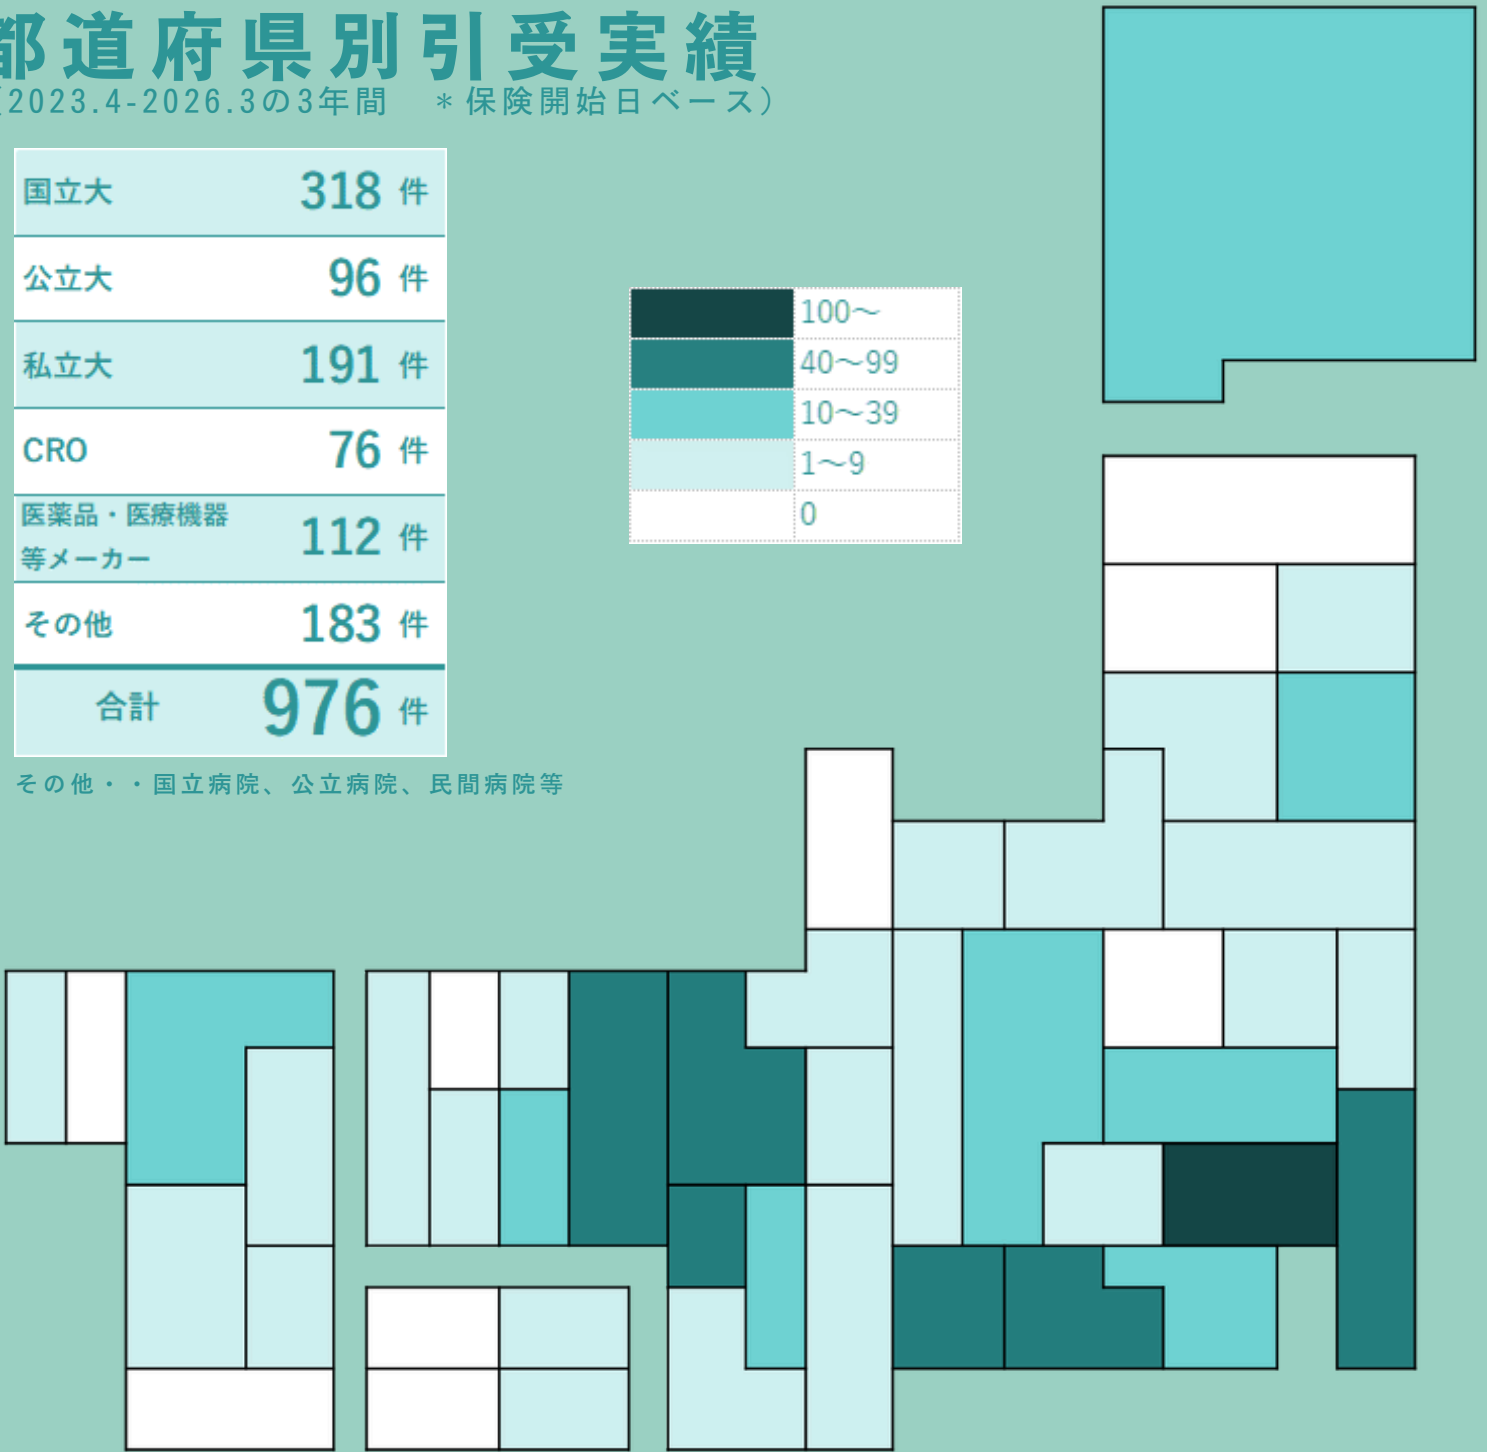 都道府県別引受実績
(2023.4-2026.3の3年間　＊保険開始日ベース）
国立大 318 件
公立大 96 件
私立大 191 件
CRO 76 件
医薬品・医療機器
等メーカー 112 件
その他 183 件
合計 976 件
その他・・国立病院、公立病院、民間病院等
100～
40～99
10～39
1～9
0